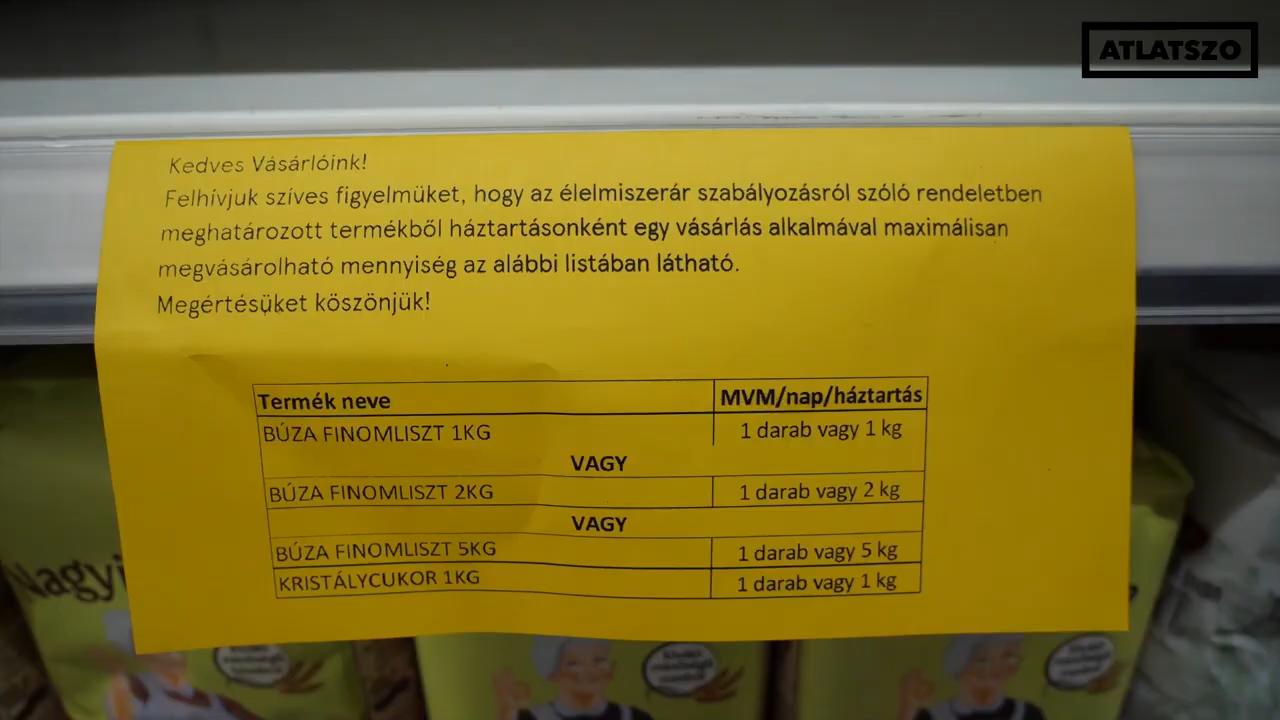 ATLATSZO
Kedves Vásárlóink!
Felhívjuk szíves figyelmüket, hogy az élelmiszerár szabályozásról szóló rendeletben
meghatározott termékből háztartásonként egy vásárlás alkalmával maximálisan
megvásárolható mennyiség az alábbi listában látható.
Megértésüket köszönjük!
Termék neve MVM/nap/háztartás
BÚZA FINOMLISZT 1KG 1 darab vagy 1 kg
VAGY
BÚZA FINOMLISZT 2KG 1 darab vagy 2 kg
VAGY
BÚZA FINOMLISZT 5KG 1 darab vagy 5 kg
KRISTÁLYCUKOR 1KG 1 darab vagy 1 kg
Nagyi